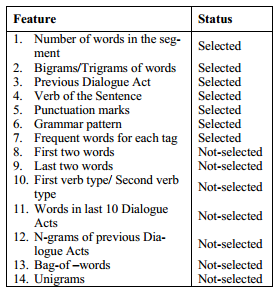 Feature Status
1. Number of words in the seg-
ment Selected
2. Bigrams/Trigrams of words Selected
3. Previous Dialogue Act Selected
4. Verb of the Sentence Selected
5. Punctuation marks Selected
6. Grammar pattern Selected
7. Frequent words for each tag Selected
8. First two words Not-selected
9. Last two words Not-selected
10. First verb type/ Second verb
type Not-selected
11. Words in last 10 Dialogue
Acts Not-selected
12. N-grams of previous Dia-
logue Acts Not-selected
13. Bag-of –words Not-selected
14. Unigrams Not-selected